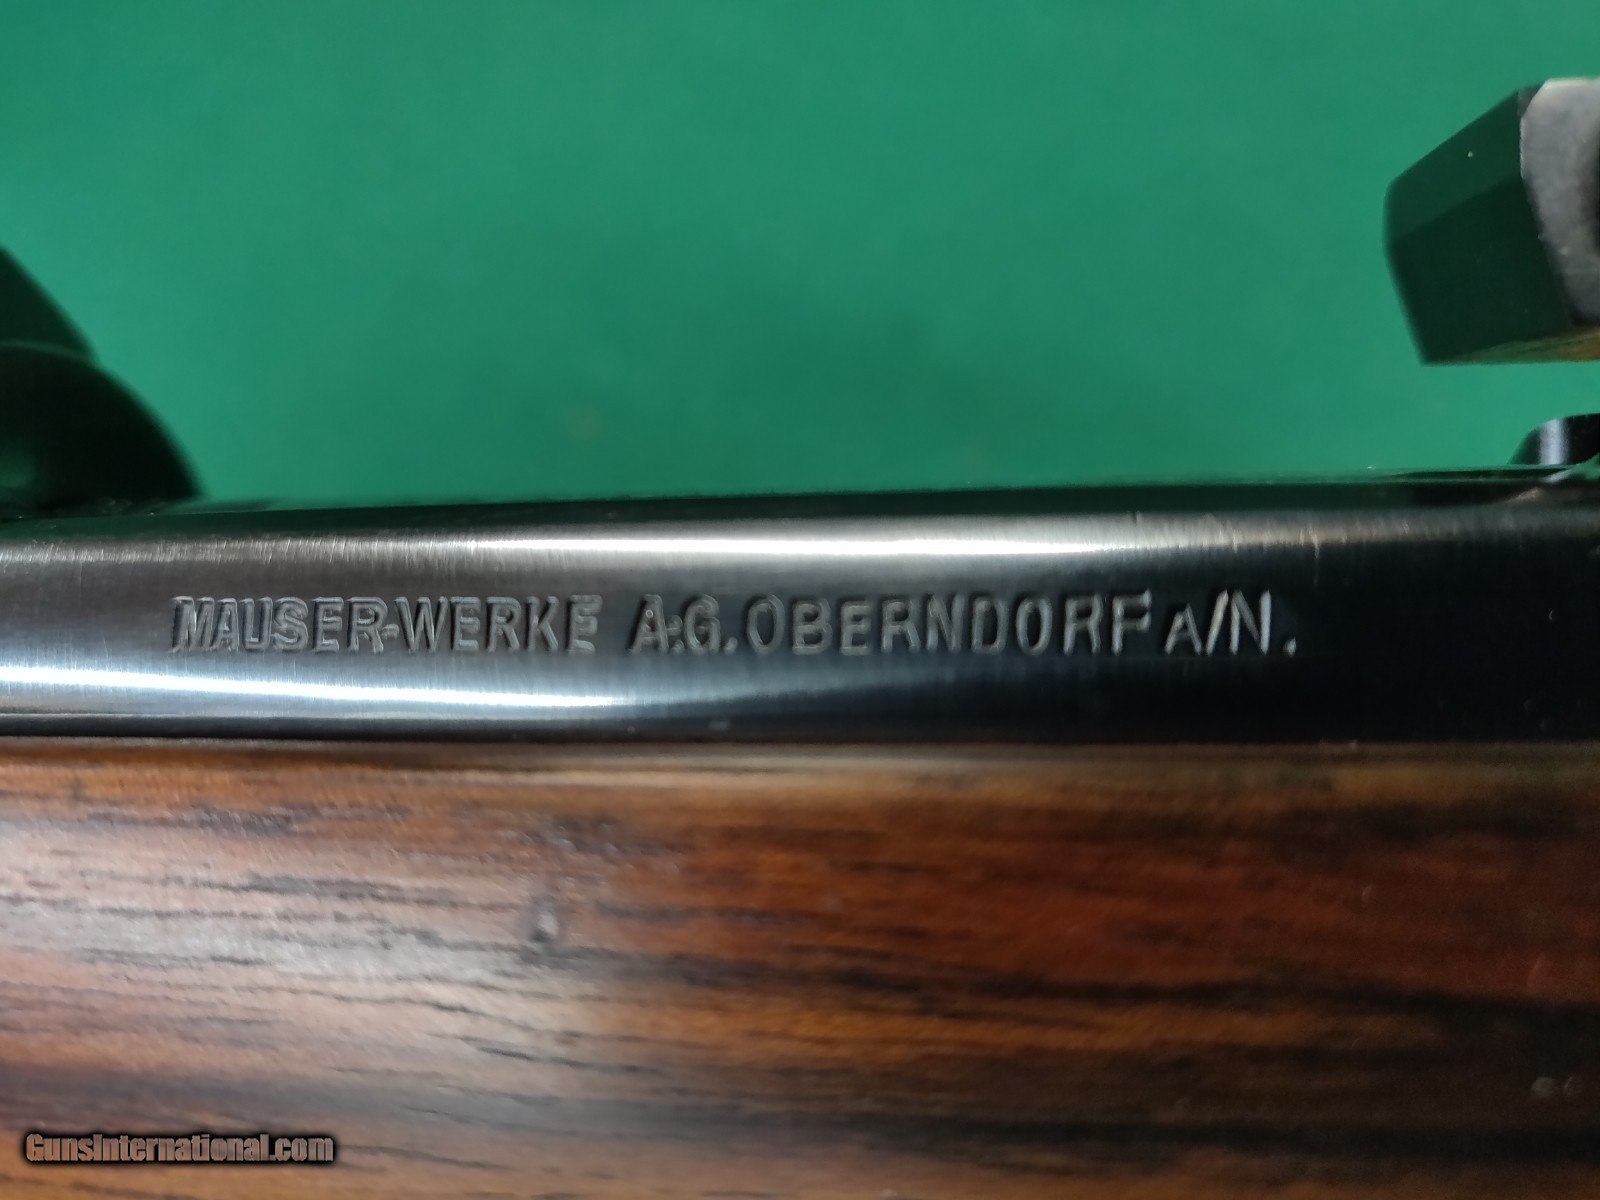 MAUSER-WERKE A.G. OBERNDORF A/N.
GunsInternational.com